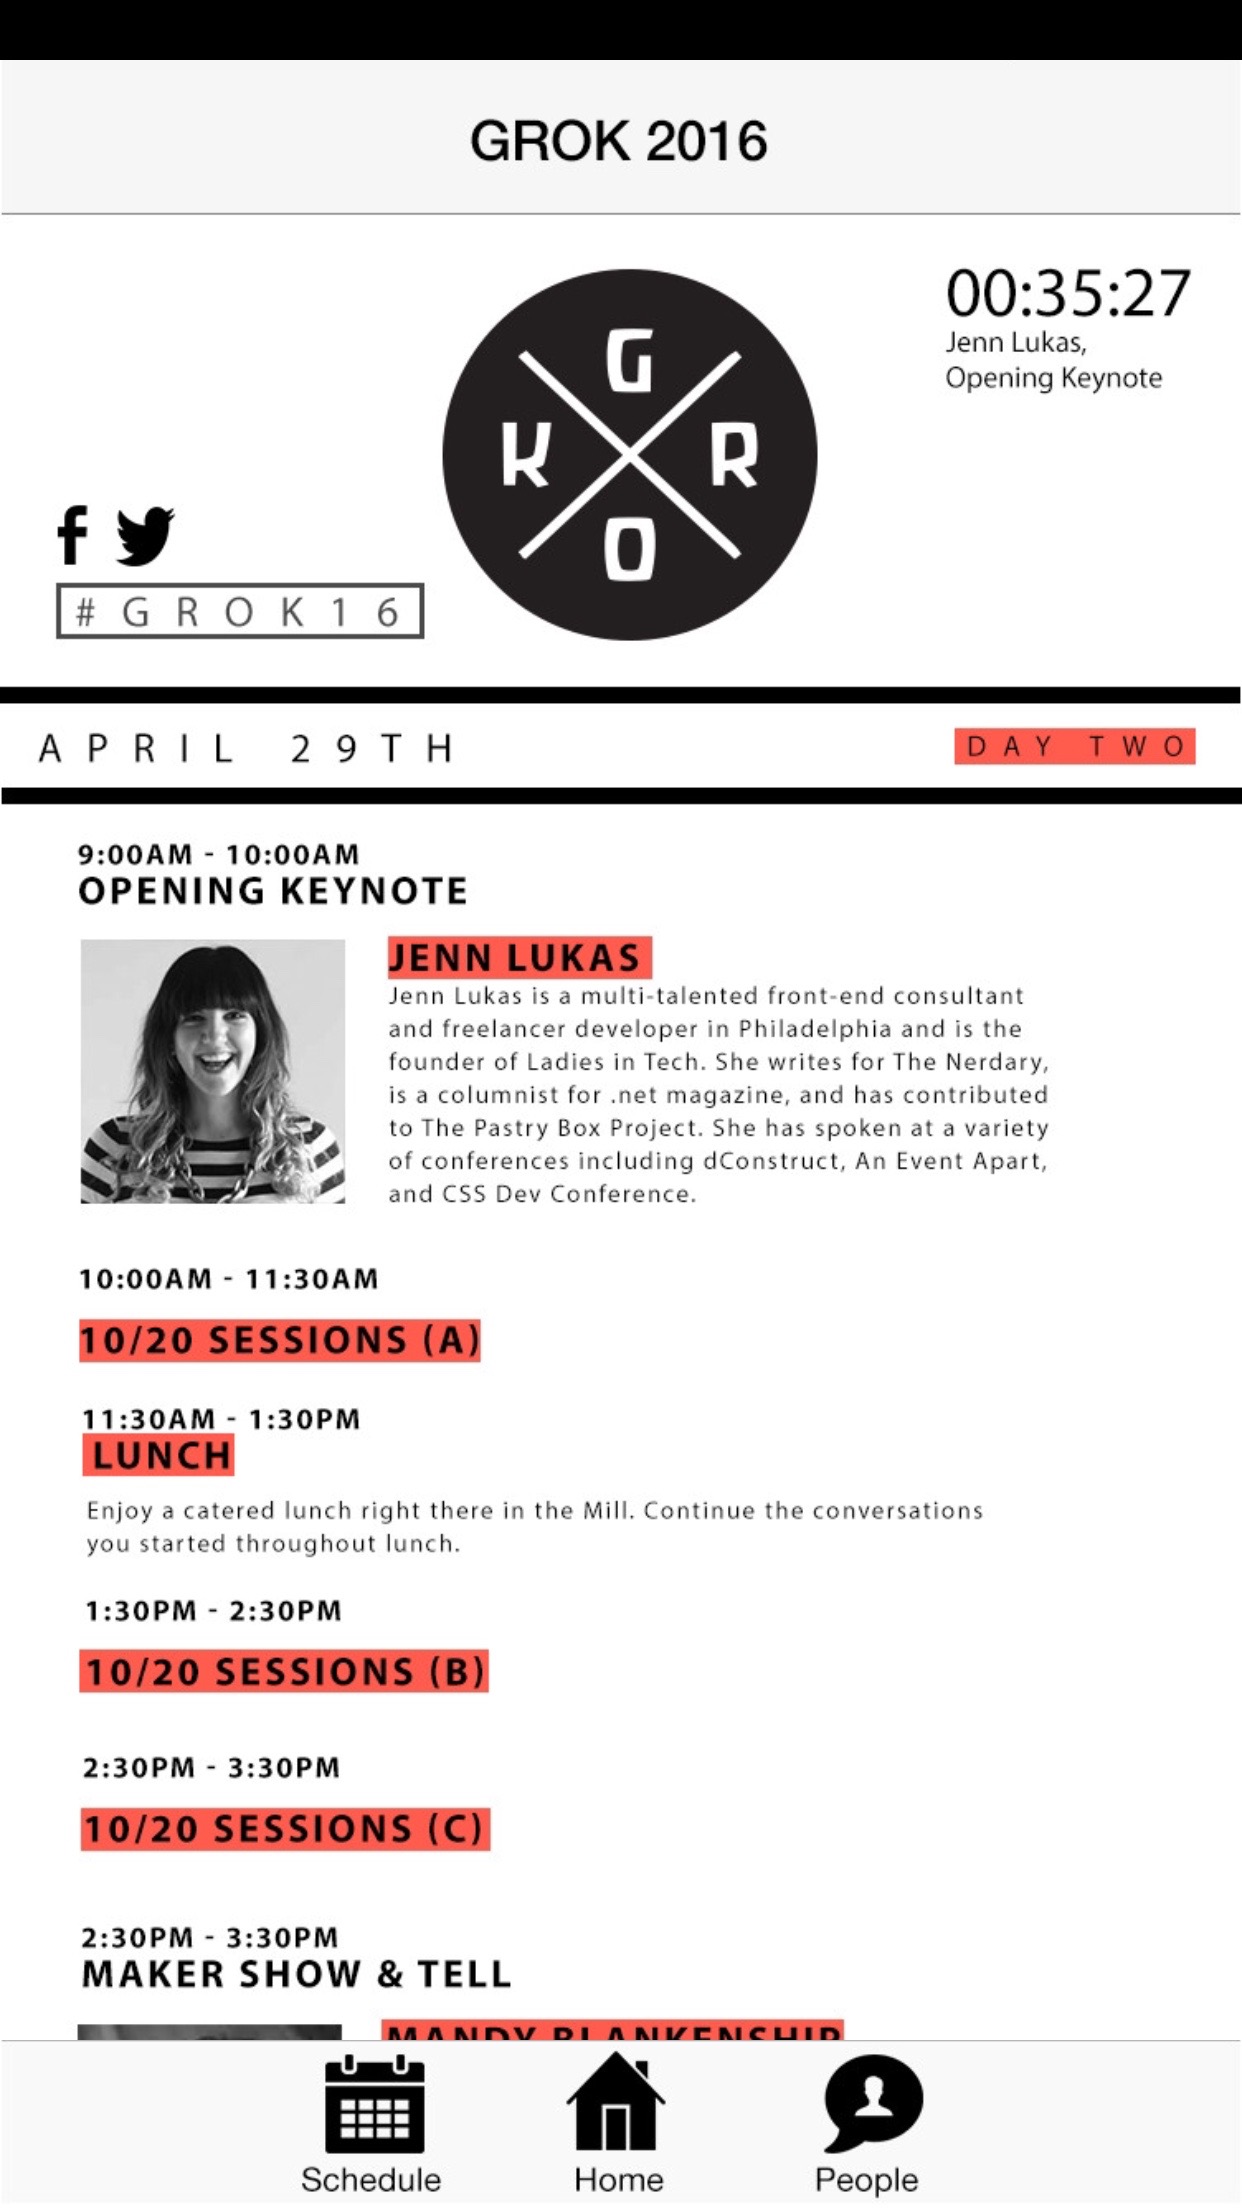 GROK 2016
00:35:27
Jenn Lukas,
Opening Keynote
G
K R
O
f
#GROK16
APRIL 29TH
DAY TWO
9:00AM - 10:00AM
OPENING KEYNOTE
JENN LUKAS
Jenn Lukas is a multi-talented front-end consultant
and freelancer developer in Philadelphia and is the
founder of Ladies in Tech. She writes for The Nerdary,
is a columnist for .net magazine, and has contributed
to The Pastry Box Project. She has spoken at a variety
of conferences including dConstruct, An Event Apart,
and CSS Dev Conference.
10:00AM - 11:30AM
10/20 SESSIONS (A)
11:30AM - 1:30PM
LUNCH
Enjoy a catered lunch right there in the Mill. Continue the conversations
you started throughout lunch.
1:30PM - 2:30PM
10/20 SESSIONS (B)
2:30PM - 3:30PM
10/20 SESSIONS (C)
2:30PM - 3:30PM
MAKER SHOW & TELL
MANDY BLANKENSHIP
Schedule Home People